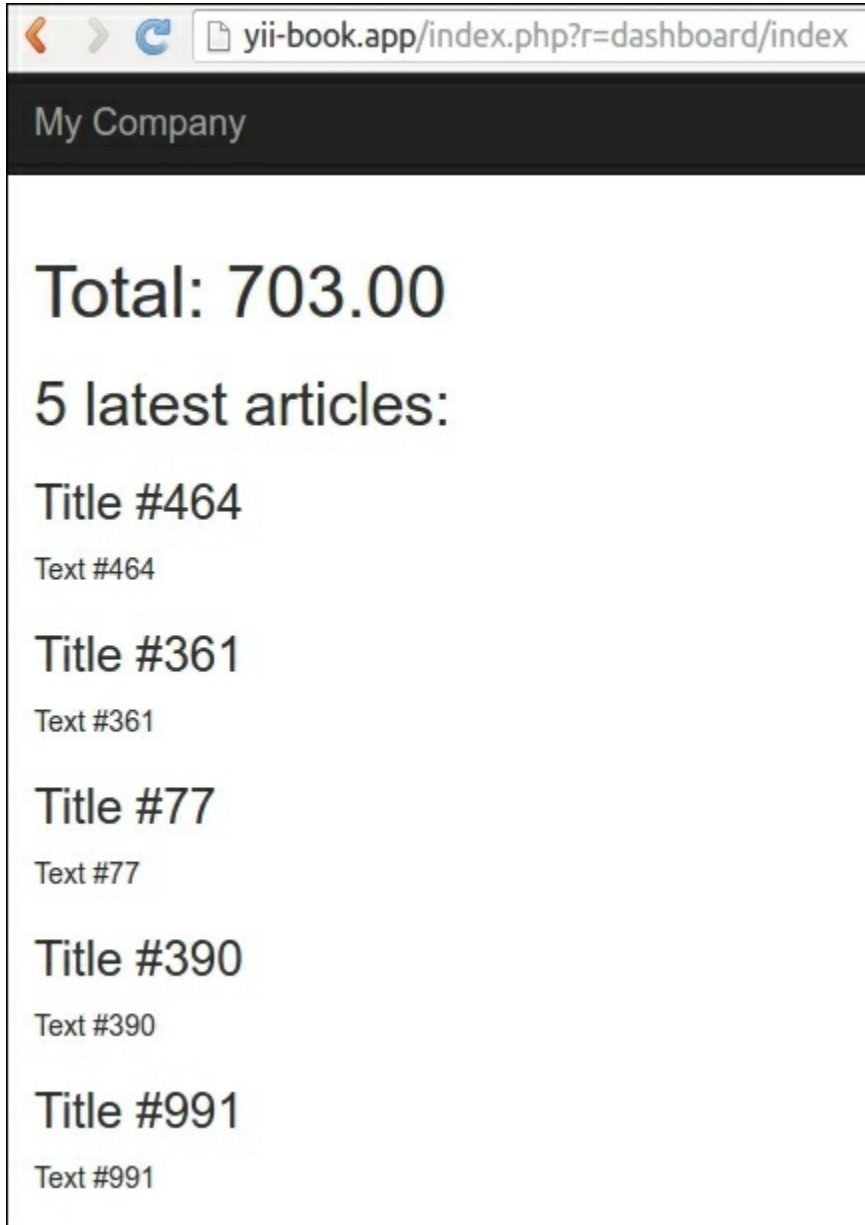 yii-book.app/index.php?r=dashboard/index
My Company
Total: 703.00
5 latest articles:
Title #464
Text #464
Title #361
Text #361
Title #77
Text #77
Title #390
Text #390
Title #991
Text #991